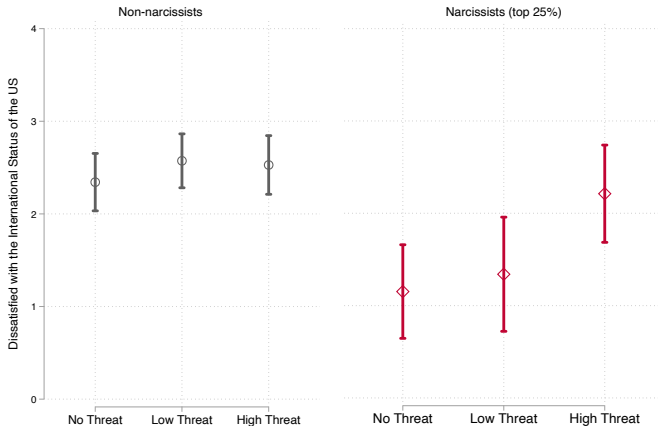 Non-narcissists
Narcissists (top 25%)
Dissatisfied with the International Status of the US
4
3
2
1
0
No Threat
Low Threat
High Threat
No Threat
Low Threat
High Threat